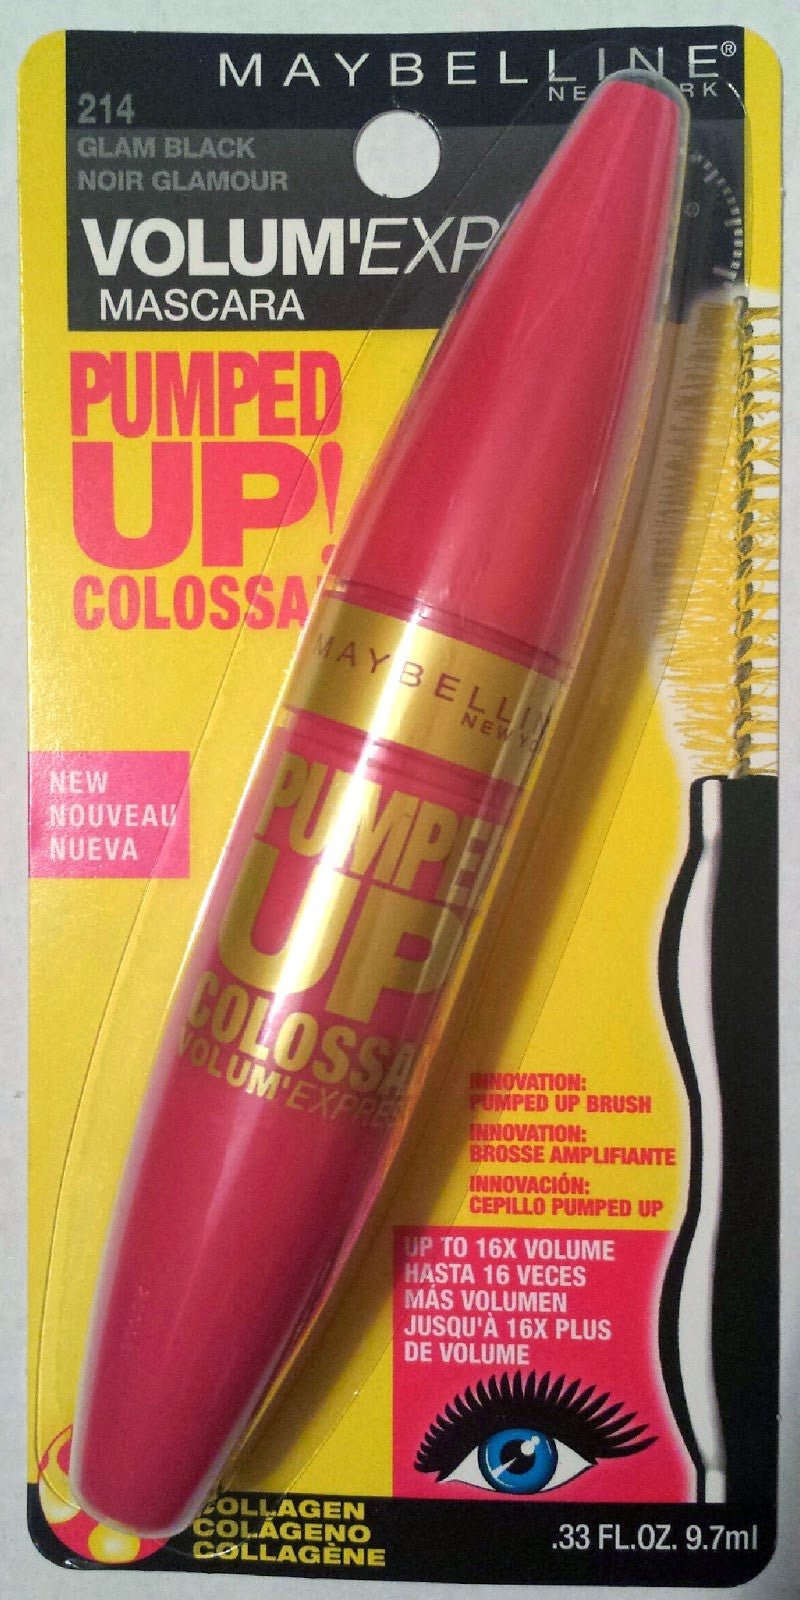 MAYBELLINE®
NE RK
214
GLAM BLACK
NOIR GLAMOUR
VOLUM'EXP
MASCARA
PUMPED
UP!
COLOSSA
MAYBELLIN
NEW YO
NEW
NOUVEAU
NUEVA
PUMPE
UP
COLOSSA
VOLUM'EXPRE
INNOVATION:
PUMPED UP BRUSH
INNOVATION:
BROSSE AMPLIFIANTE
INNOVACIÓN:
CEPILLO PUMPED UP
UP TO 16X VOLUME
HASTA 16 VECES
MÁS VOLUMEN
JUSQU'À 16X PLUS
DE VOLUME
COLLAGEN
COLÁGENO
COLLAGÈNE
.33 FL.OZ. 9.7ml